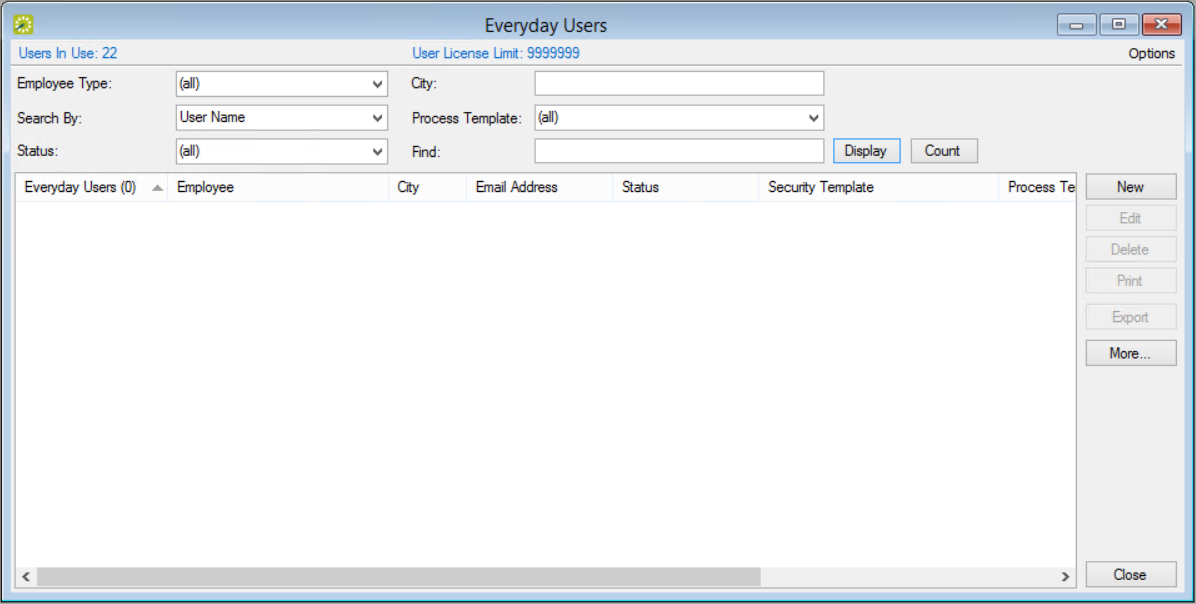 Everyday Users
Users In Use: 22 User License Limit: 9999999 Options
Employee Type: (all) City:
Search By: User Name Process Template: (all)
Status: (all) Find: Display Count
Everyday Users (0) Employee City Email Address Status Security Template Process Te New
Edit
Delete
Print
Export
More...
Close